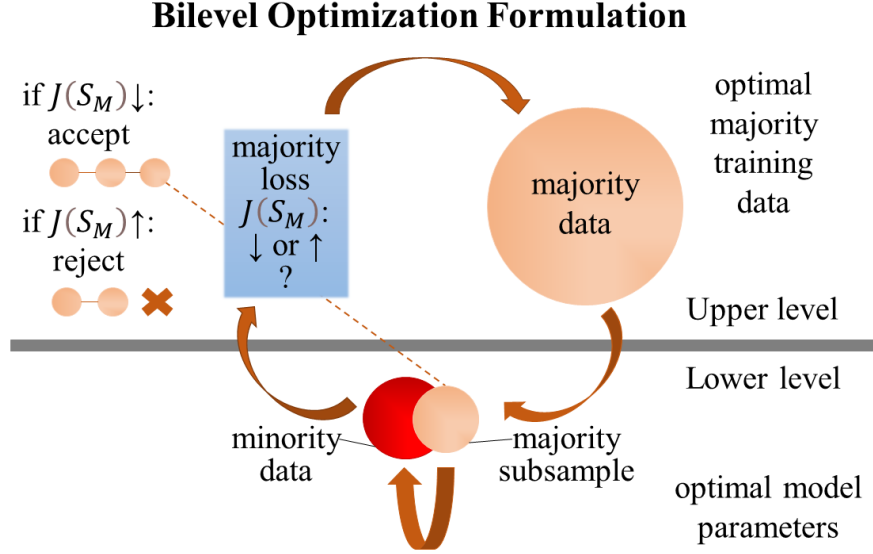 Bilevel Optimization Formulation
if J(S_M)↓:
accept
if J(S_M)↑:
reject
majority
loss
J(S_M):
↓ or ↑
?
majority
data
optimal
majority
training
data
Upper level
Lower level
minority
data
majority
subsample
optimal model
parameters